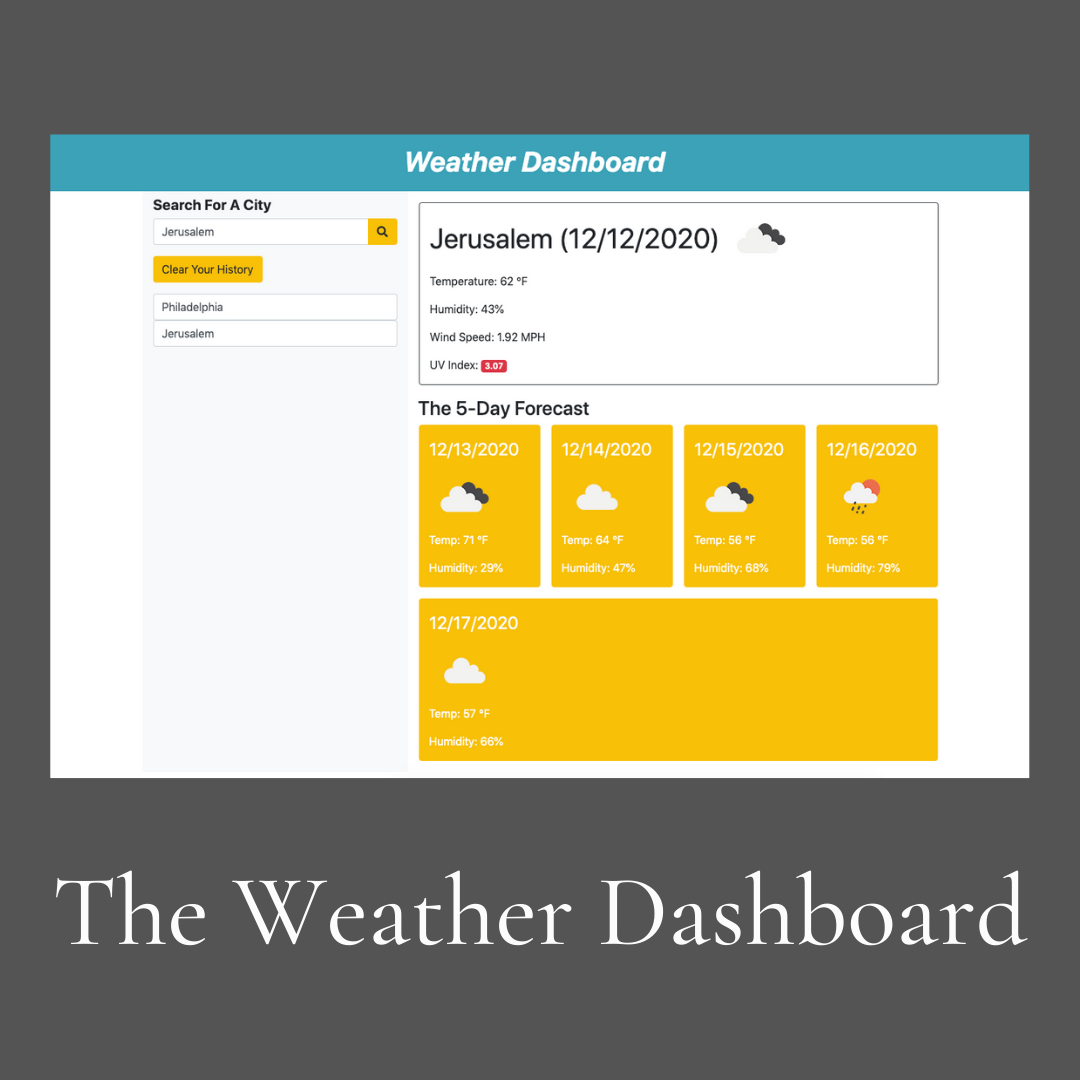 Weather Dashboard
Search For A City
Jerusalem
Clear Your History
Philadelphia
Jerusalem
Jerusalem (12/12/2020)
Temperature: 62 °F
Humidity: 43%
Wind Speed: 1.92 MPH
UV Index: 3.07
The 5-Day Forecast
12/13/2020
Temp: 71 °F
Humidity: 29%
12/14/2020
Temp: 64 °F
Humidity: 47%
12/15/2020
Temp: 56 °F
Humidity: 68%
12/16/2020
Temp: 56 °F
Humidity: 79%
12/17/2020
Temp: 57 °F
Humidity: 66%
The Weather Dashboard